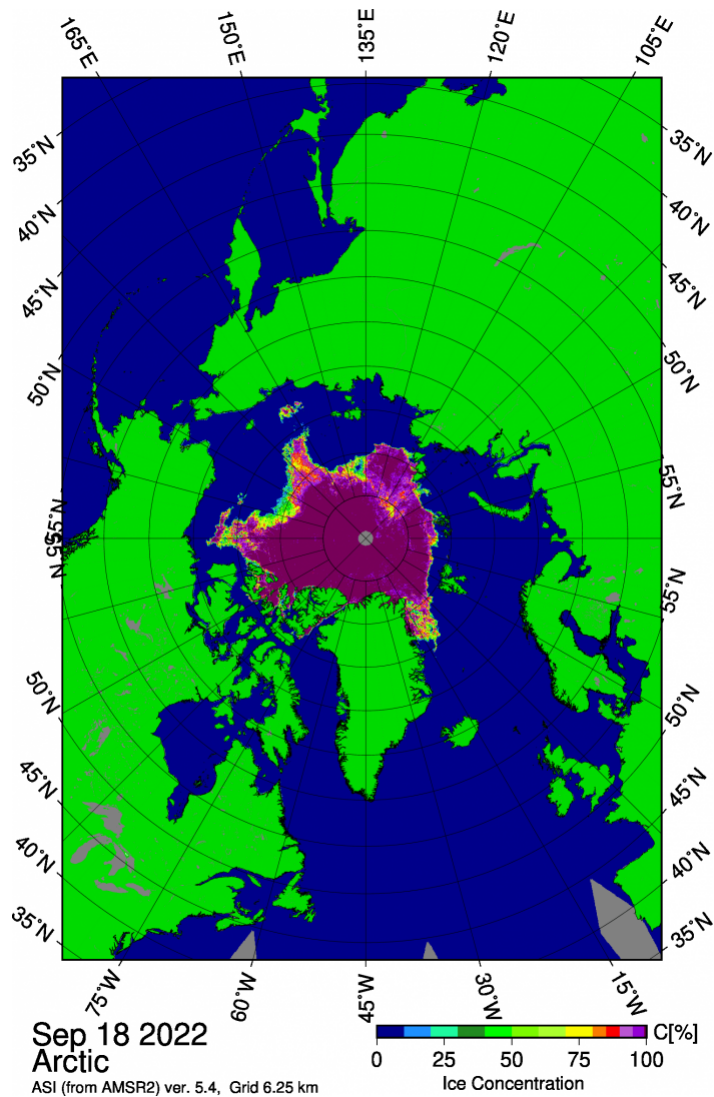 165°E 150°E 135°E 120°E 105°E
35°N 35°N
40°N 40°N
45°N 45°N
50°N 50°N
55°N
55°N
55°N
50°N 50°N
45°N 45°N
40°N 40°N
35°N 35°N
75°W 60°W 45°W 30°W 15°W
Sep 18 2022
Arctic
ASI (from AMSR2) ver. 5.4, Grid 6.25 km
C[%]
0 25 50 75 100
Ice Concentration